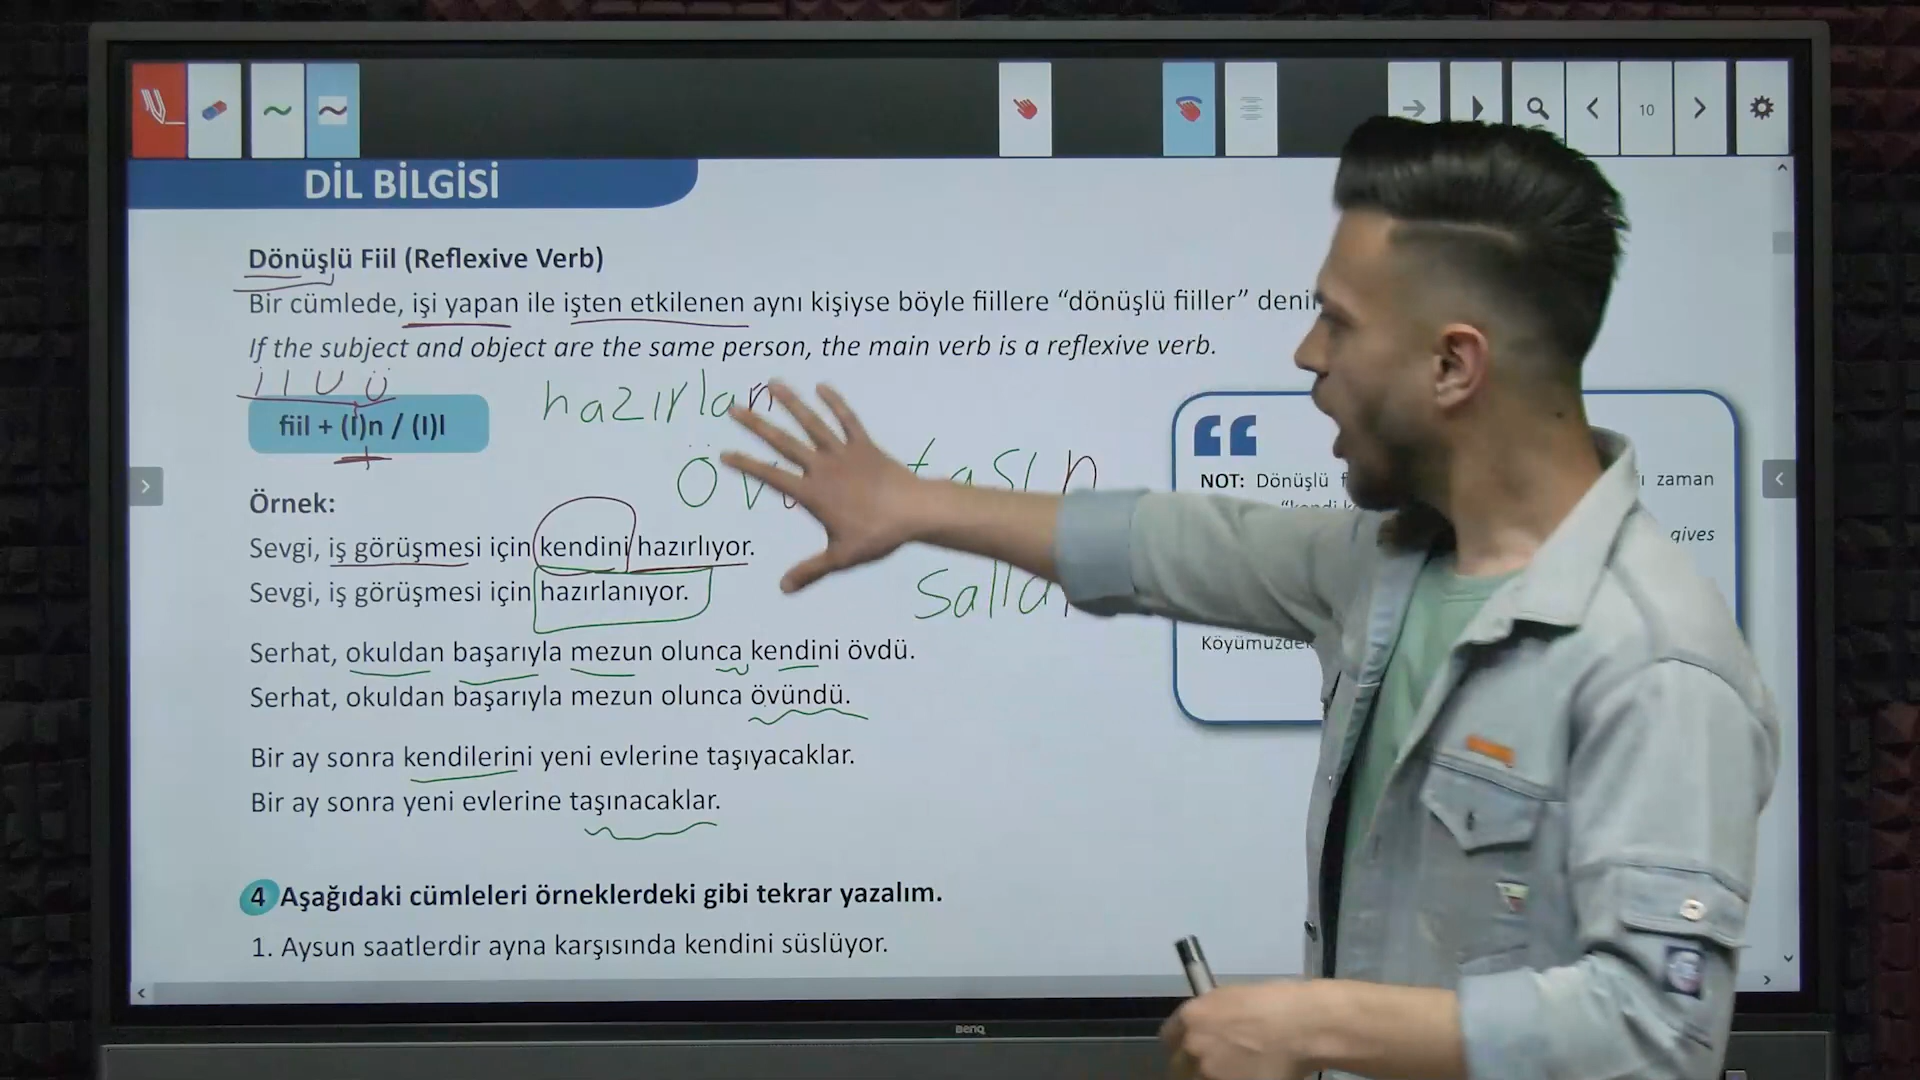 10
DİL BİLGİSİ
Dönüşlü Fiil (Reflexive Verb)
Bir cümlede, işi yapan ile işten etkilenen aynı kişiyse böyle fiillere “dönüşlü fiiller”
If the subject and object are the same person, the main verb is a reflexive verb.
i ı u ü
hazırlan
fiil + (I)n / (I)l
taşın
NOT: Dönüşlü
zaman
“kendi
gives
Örnek:
Sevgi, iş görüşmesi için kendini hazırlıyor.
Sevgi, iş görüşmesi için hazırlanıyor.
Serhat, okuldan başarıyla mezun olunca kendini övdü.
Serhat, okuldan başarıyla mezun olunca övündü.
Bir ay sonra kendilerini yeni evlerine taşıyacaklar.
Bir ay sonra yeni evlerine taşınacaklar.
4 Aşağıdaki cümleleri örneklerdeki gibi tekrar yazalım.
1. Aysun saatlerdir ayna karşısında kendini süslüyor.
BenQ